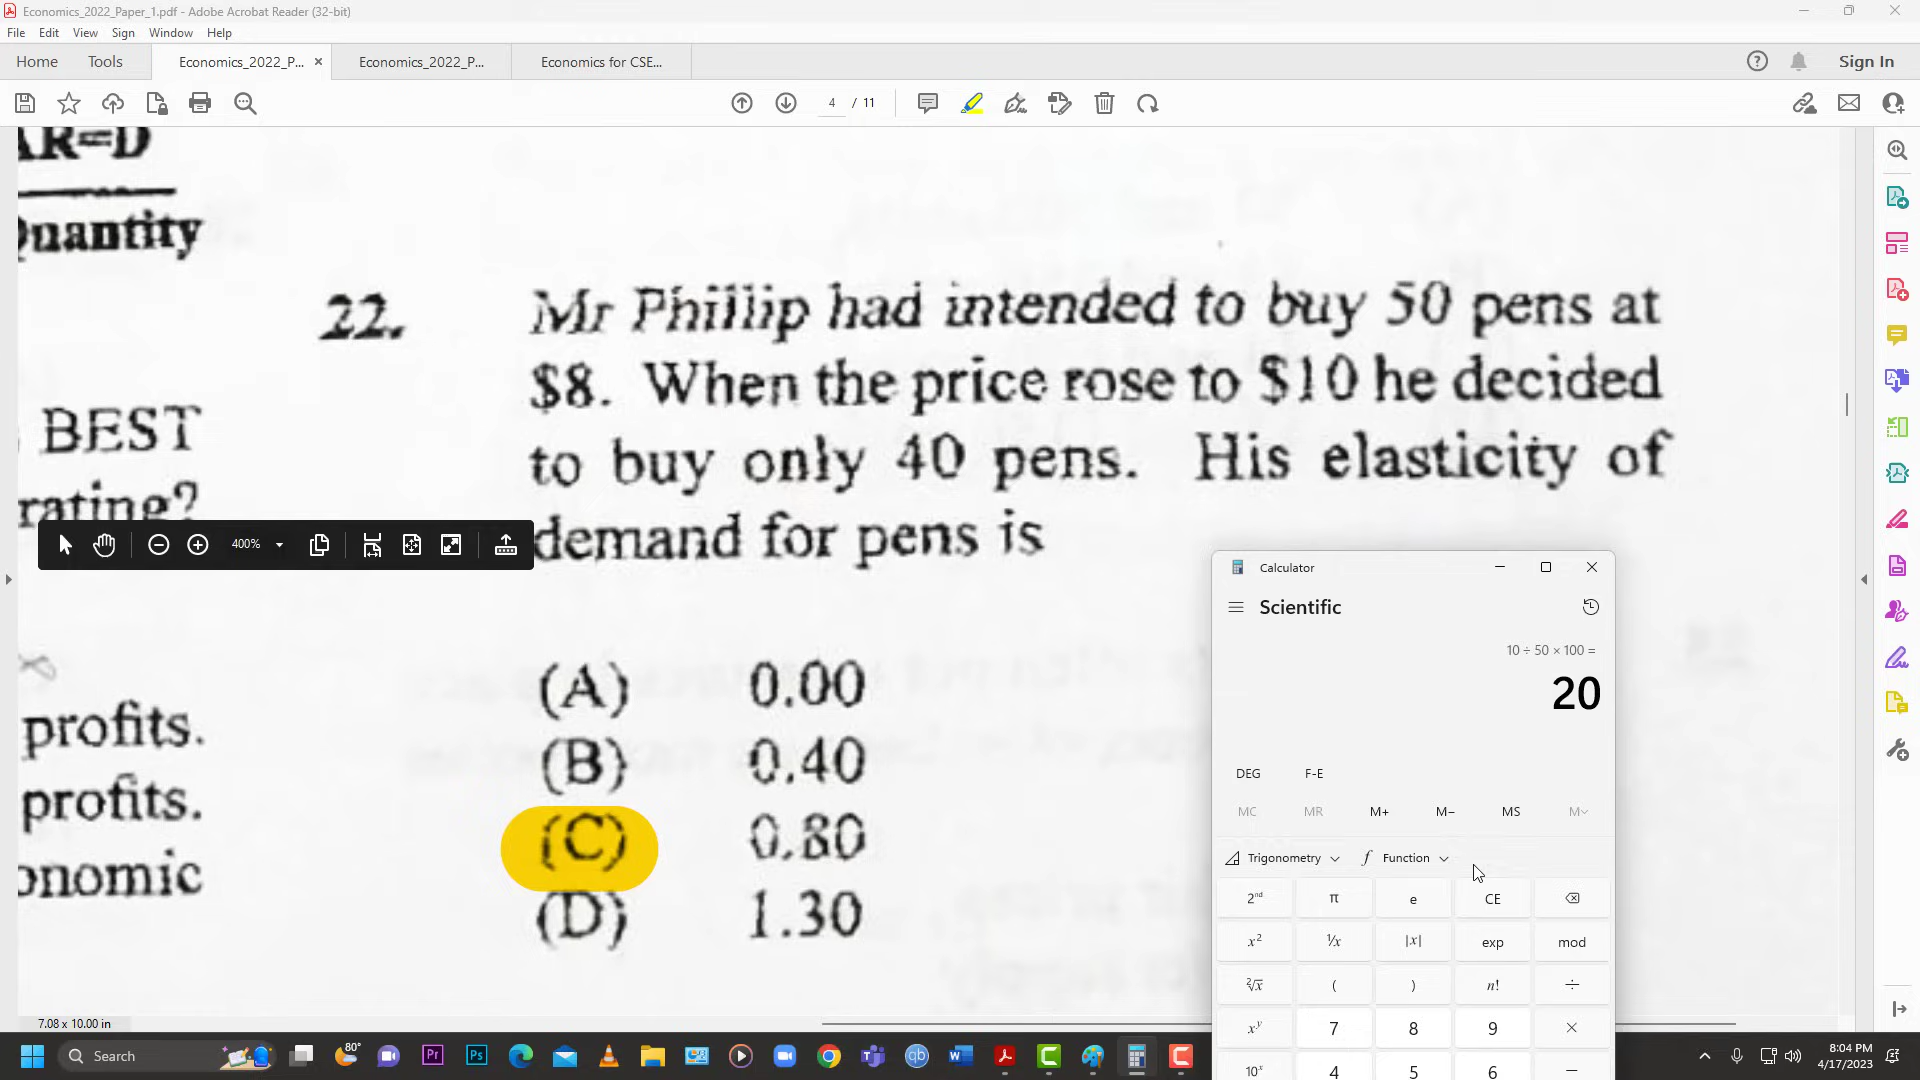 Economics_2022_Paper_1.pdf - Adobe Acrobat Reader (32-bit)
File Edit View Sign Window Help
Home Tools Economics_2022_P... × Economics_2022_P... Economics for CSE... Sign In
4 / 11
AR=D
Quantity
BEST
rating?
profits.
profits.
onomic
22. Mr Phillip had intended to buy 50 pens at
$8. When the price rose to $10 he decided
to buy only 40 pens. His elasticity of
demand for pens is
400%
(A) 0.00
(B) 0.40
(C) 0.80
(D) 1.30
Calculator
Scientific
10 ÷ 50 × 100 =
20
DEG F-E
MC MR M+ M− MS M˅
Trigonometry Function
2ⁿᵈ π e CE
x² ¹/x |x| exp mod
²√x ( ) n! ÷
xʸ 7 8 9 ×
10ˣ 4 5 6 −
7.08 x 10.00 in
Search
80°
8:04 PM
4/17/2023